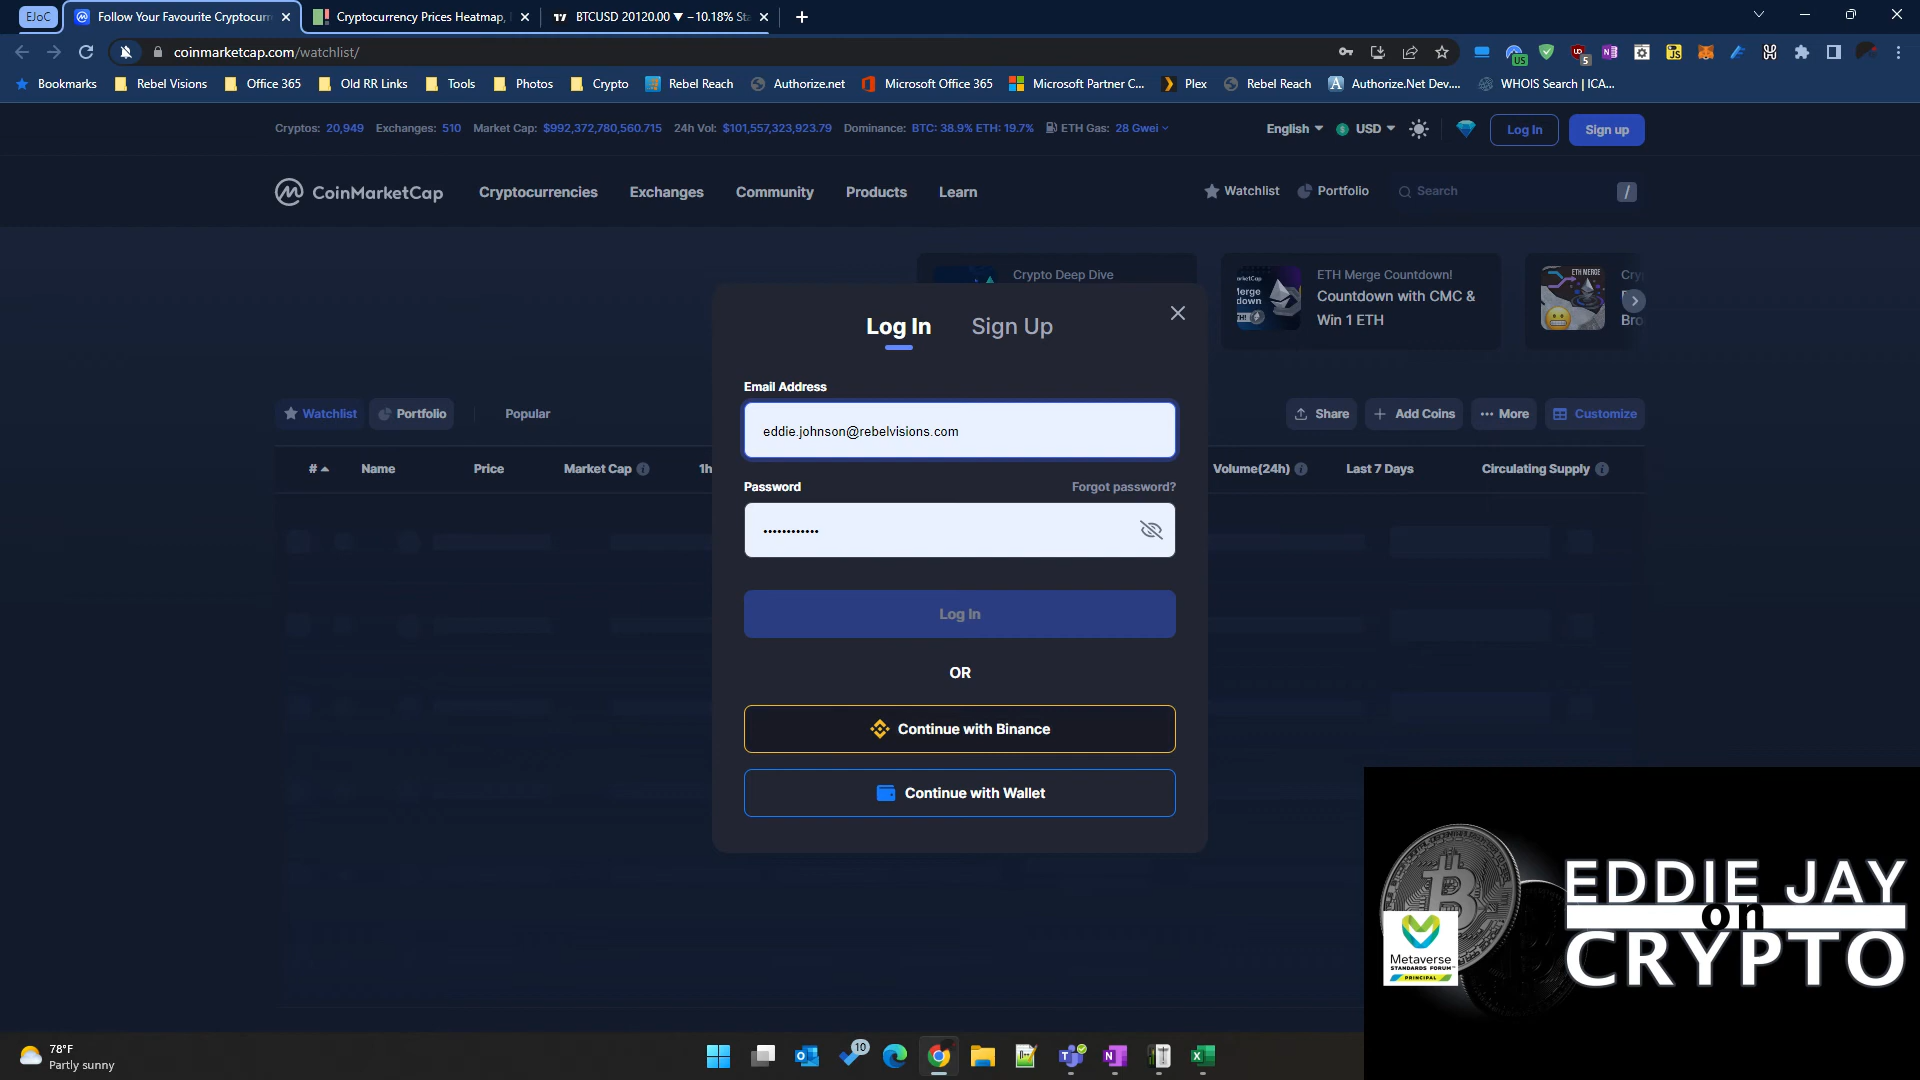 EJoC
Follow Your Favourite Cryptocurr
Cryptocurrency Prices Heatmap,
BTCUSD 20120.00 ▼ −10.18% Sta
coinmarketcap.com/watchlist/
Bookmarks
Rebel Visions
Office 365
Old RR Links
Tools
Photos
Crypto
Rebel Reach
Authorize.net
Microsoft Office 365
Microsoft Partner C...
Plex
Rebel Reach
Authorize.Net Dev....
WHOIS Search | ICA...
Cryptos: 20,949
Exchanges: 510
Market Cap: $992,372,780,560.715
24h Vol: $101,557,323,923.79
Dominance: BTC: 38.9% ETH: 19.7%
ETH Gas: 28 Gwei
English
USD
Log In
Sign up
CoinMarketCap
Cryptocurrencies
Exchanges
Community
Products
Learn
Watchlist
Portfolio
Search
/
Crypto Deep Dive
ETH Merge Countdown!
Countdown with CMC &
Win 1 ETH
ETH MERGE
Log In
Sign Up
Email Address
eddie.johnson@rebelvisions.com
Password
Forgot password?
••••••••••••
Log In
OR
Continue with Binance
Continue with Wallet
Watchlist
Portfolio
Popular
Share
Add Coins
More
Customize
#
Name
Price
Market Cap
1h
Volume(24h)
Last 7 Days
Circulating Supply
EDDIE JAY
on
CRYPTO
Metaverse
STANDARDS FORUM
PRINCIPAL
78°F
Partly sunny
10